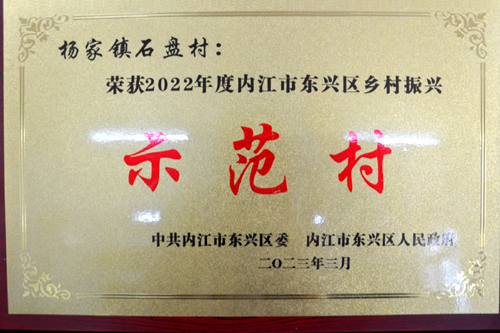 杨家镇石盘村：
荣获2022年度内江市东兴区乡村振兴
示范村
中共内江市东兴区委 内江市东兴区人民政府
二〇二三年三月